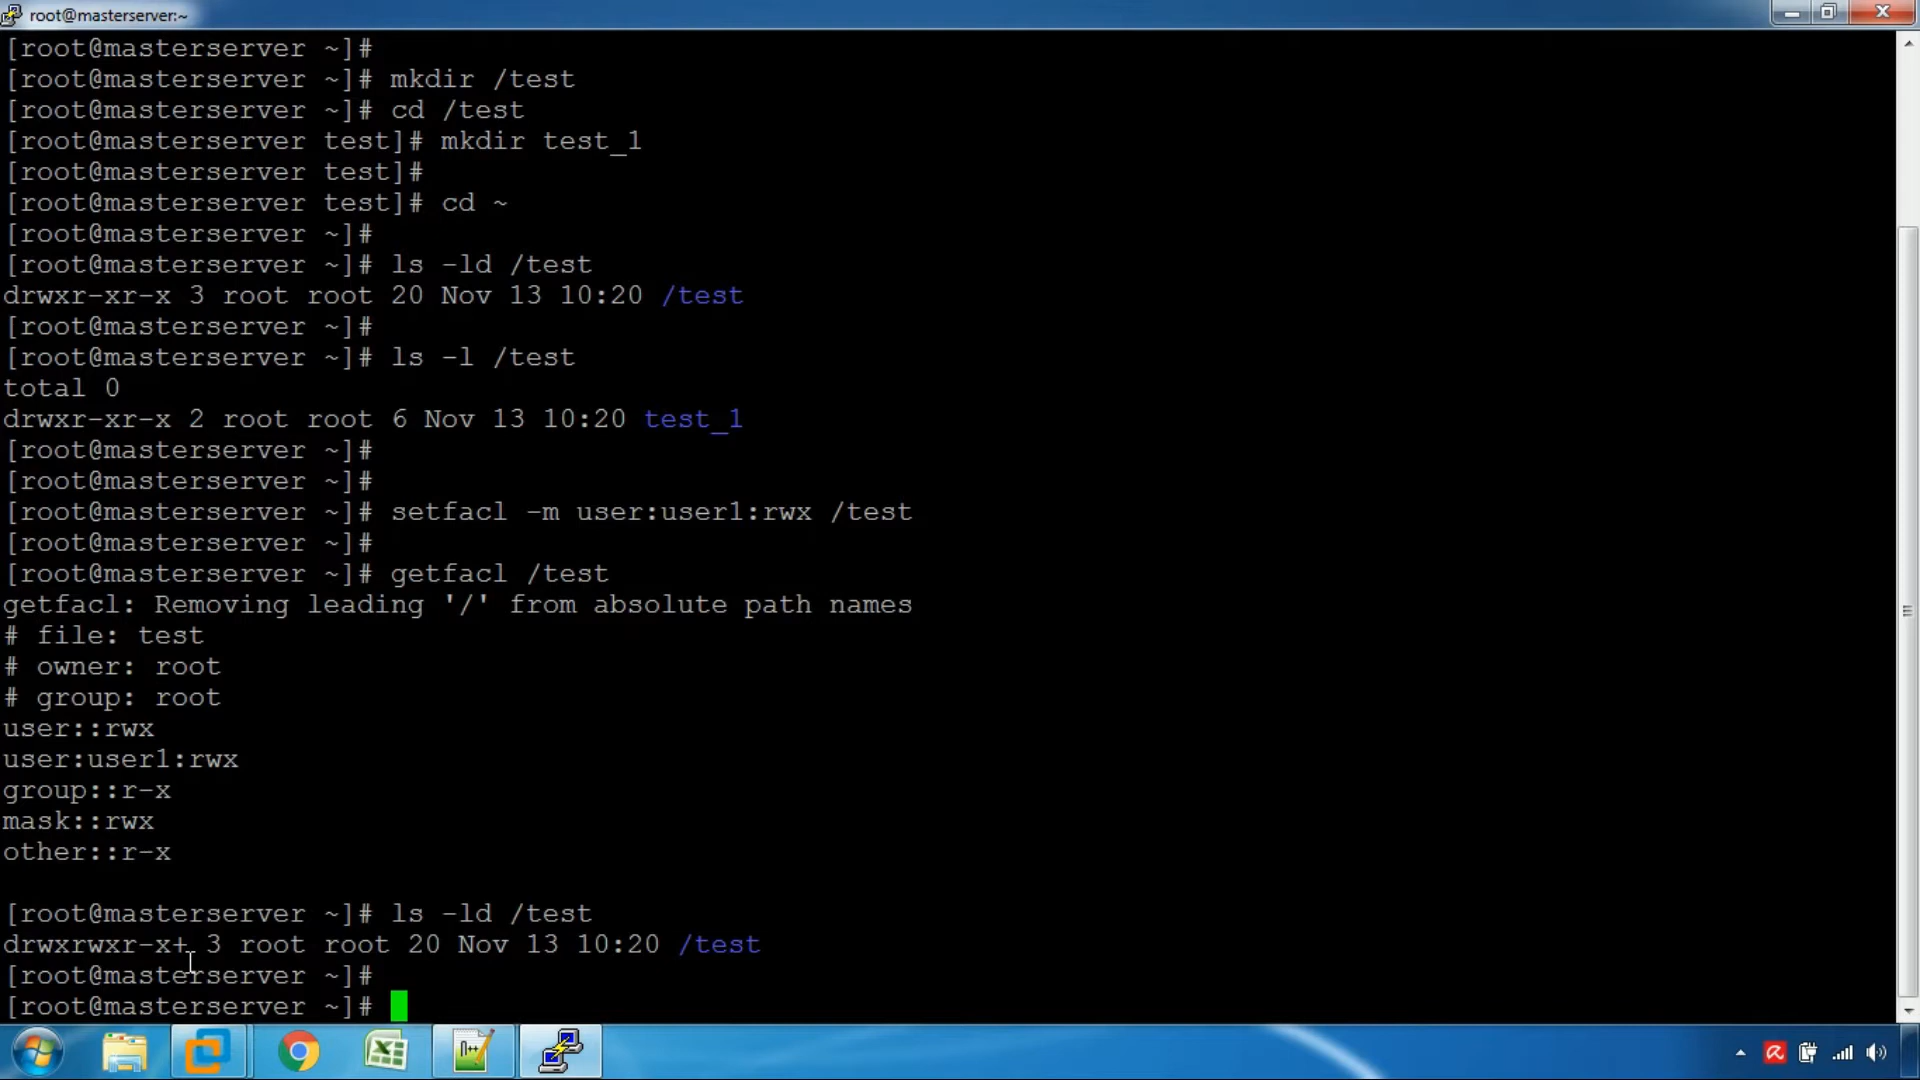 root@masterserver:~
[root@masterserver ~]#
[root@masterserver ~]# mkdir /test
[root@masterserver ~]# cd /test
[root@masterserver test]# mkdir test_1
[root@masterserver test]#
[root@masterserver test]# cd ~
[root@masterserver ~]#
[root@masterserver ~]# ls -ld /test
drwxr-xr-x 3 root root 20 Nov 13 10:20 /test
[root@masterserver ~]#
[root@masterserver ~]# ls -l /test
total 0
drwxr-xr-x 2 root root 6 Nov 13 10:20 test_1
[root@masterserver ~]#
[root@masterserver ~]#
[root@masterserver ~]# setfacl -m user:user1:rwx /test
[root@masterserver ~]#
[root@masterserver ~]# getfacl /test
getfacl: Removing leading '/' from absolute path names
# file: test
# owner: root
# group: root
user::rwx
user:user1:rwx
group::r-x
mask::rwx
other::r-x
[root@masterserver ~]# ls -ld /test
drwxrwxr-x+ 3 root root 20 Nov 13 10:20 /test
[root@masterserver ~]#
[root@masterserver ~]#